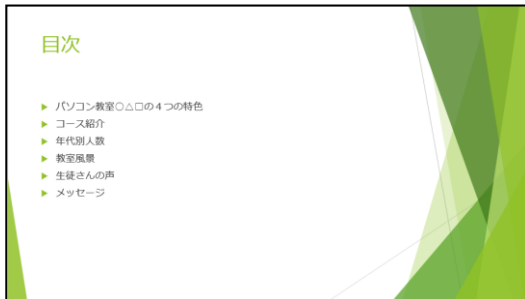 目次
パソコン教室○△□の４つの特色
コース紹介
年代別人数
教室風景
生徒さんの声
メッセージ